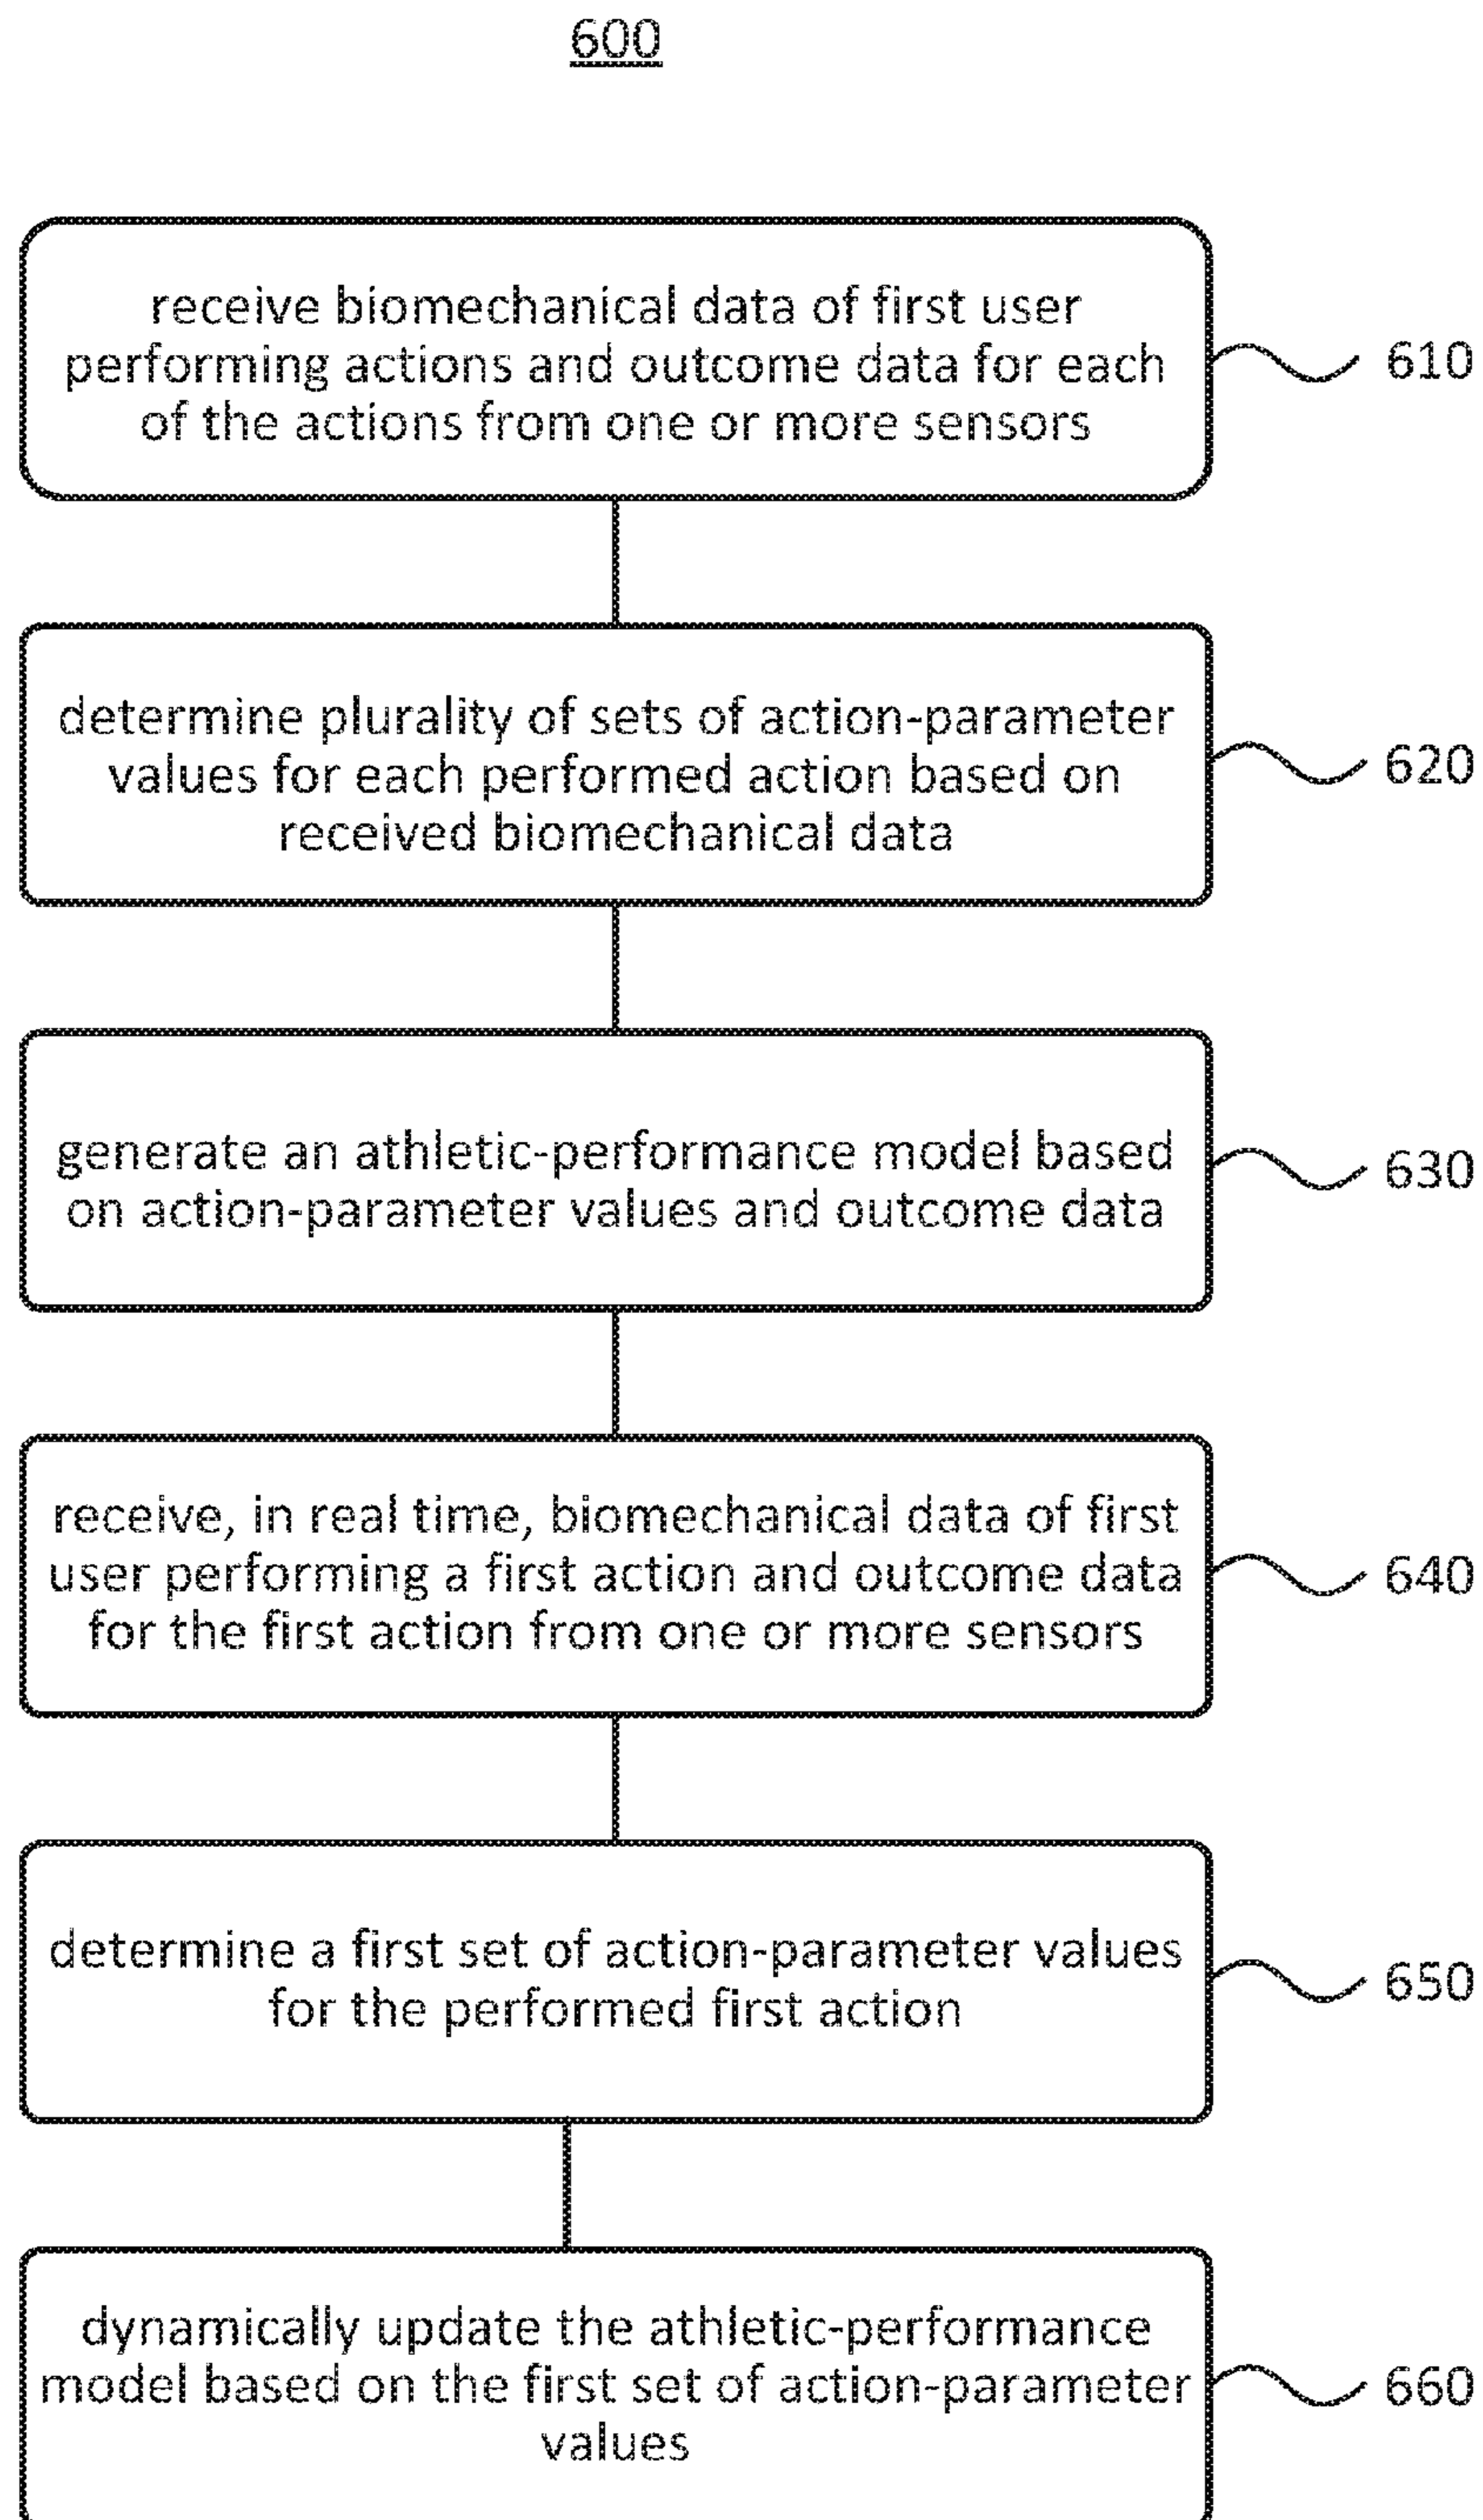 600
receive biomechanical data of first user
performing actions and outcome data for each
of the actions from one or more sensors
610
determine plurality of sets of action-parameter
values for each performed action based on
received biomechanical data
620
generate an athletic-performance model based
on action-parameter values and outcome data
630
receive, in real time, biomechanical data of first
user performing a first action and outcome data
for the first action from one or more sensors
640
determine a first set of action-parameter values
for the performed first action
650
dynamically update the athletic-performance
model based on the first set of action-parameter
values
660